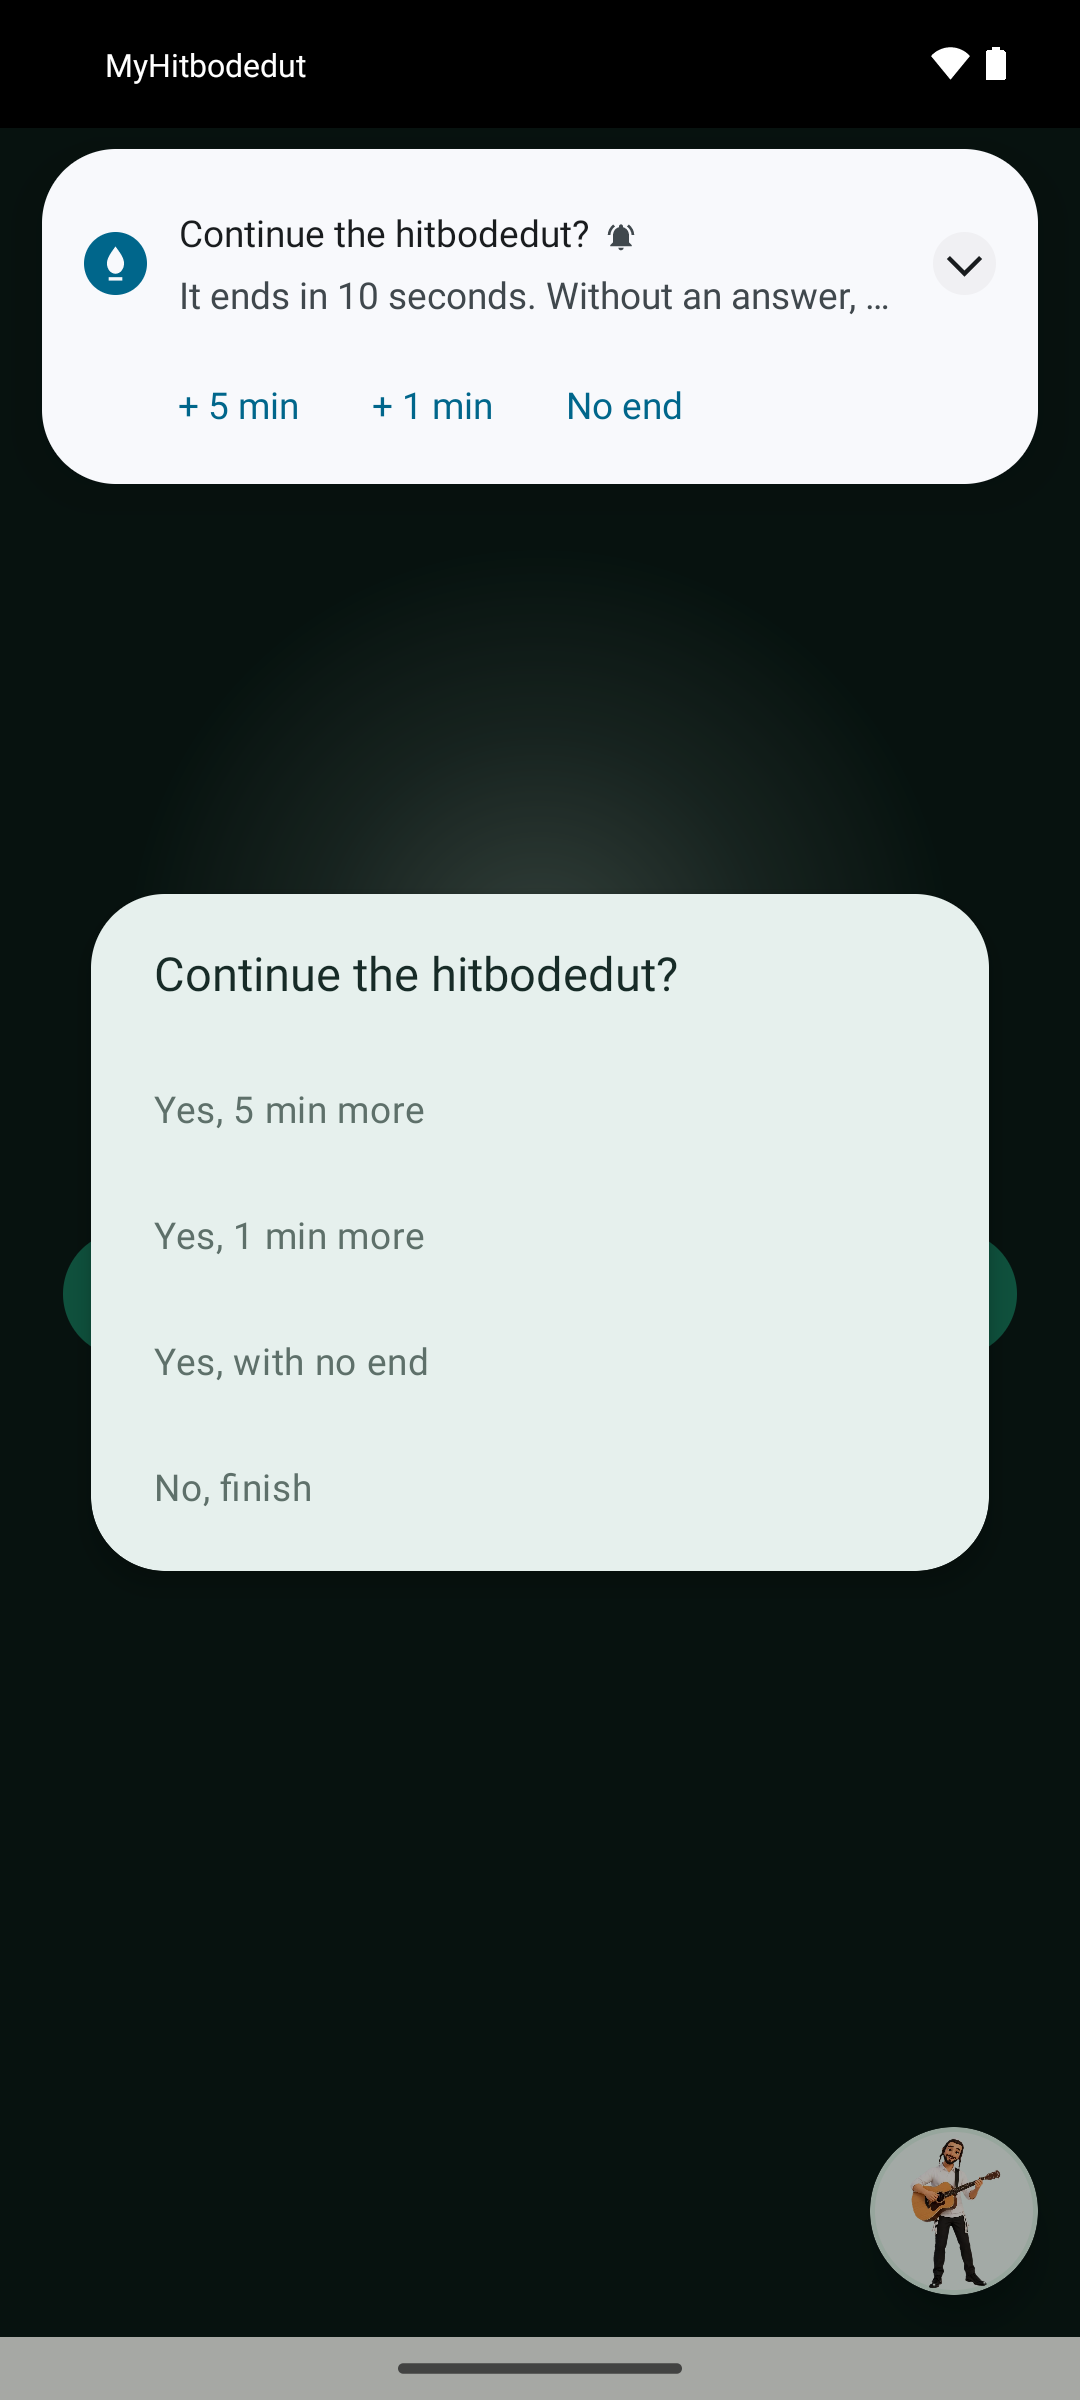 MyHitbodedut
Continue the hitbodedut?
It ends in 10 seconds. Without an answer, …
+ 5 min
+ 1 min
No end
Continue the hitbodedut?
Yes, 5 min more
Yes, 1 min more
Yes, with no end
No, finish